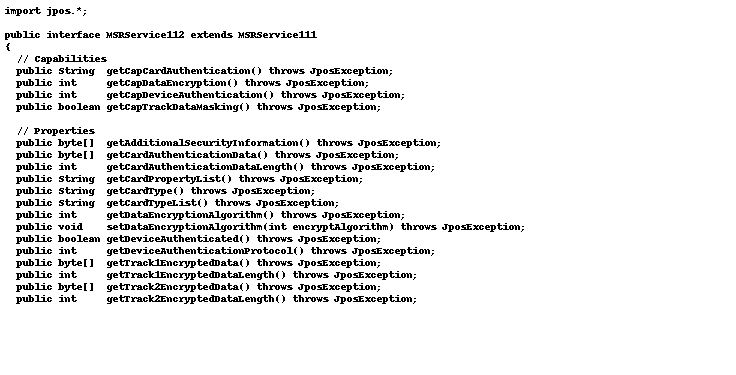 import jpos.*;

public interface MSRService112 extends MSRService111
{
  // Capabilities
  public String  getCapCardAuthentication() throws JposException;
  public int     getCapDataEncryption() throws JposException;
  public int     getCapDeviceAuthentication() throws JposException;
  public boolean getCapTrackDataMasking() throws JposException;

  // Properties
  public byte[]  getAdditionalSecurityInformation() throws JposException;
  public byte[]  getCardAuthenticationData() throws JposException;
  public int     getCardAuthenticationDataLength() throws JposException;
  public String  getCardPropertyList() throws JposException;
  public String  getCardType() throws JposException;
  public String  getCardTypeList() throws JposException;
  public int     getDataEncryptionAlgorithm() throws JposException;
  public void    setDataEncryptionAlgorithm(int encryptAlgorithm) throws JposException;
  public boolean getDeviceAuthenticated() throws JposException;
  public int     getDeviceAuthenticationProtocol() throws JposException;
  public byte[]  getTrack1EncryptedData() throws JposException;
  public int     getTrack1EncryptedDataLength() throws JposException;
  public byte[]  getTrack2EncryptedData() throws JposException;
  public int     getTrack2EncryptedDataLength() throws JposException;